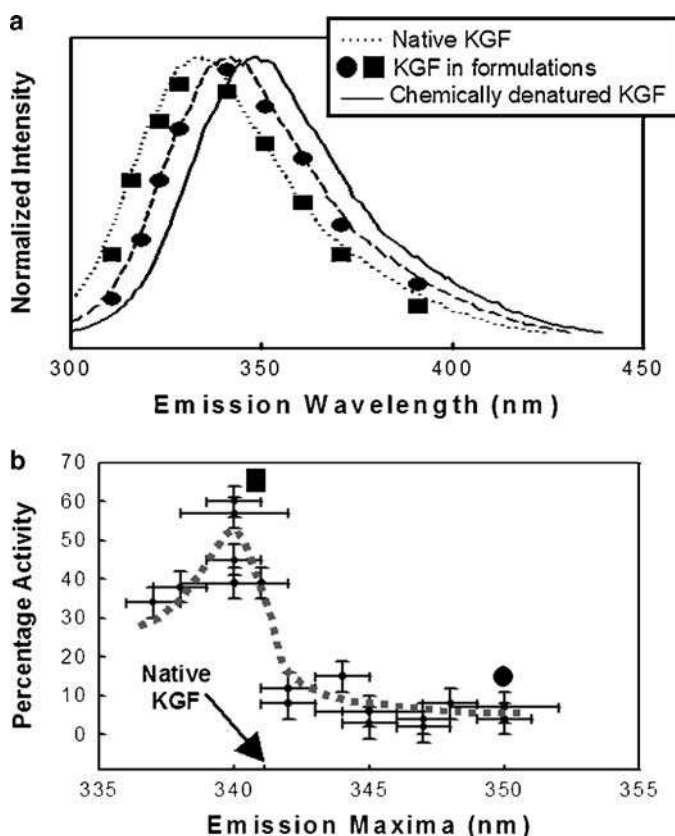 a
Native KGF
KGF in formulations
Chemically denatured KGF
Normalized Intensity
300 350 400 450
Emission Wavelength (nm)
b
70
60
50
40
30
20
10
0
Percentage Activity
Native
KGF
335 340 345 350 355
Emission Maxima (nm)